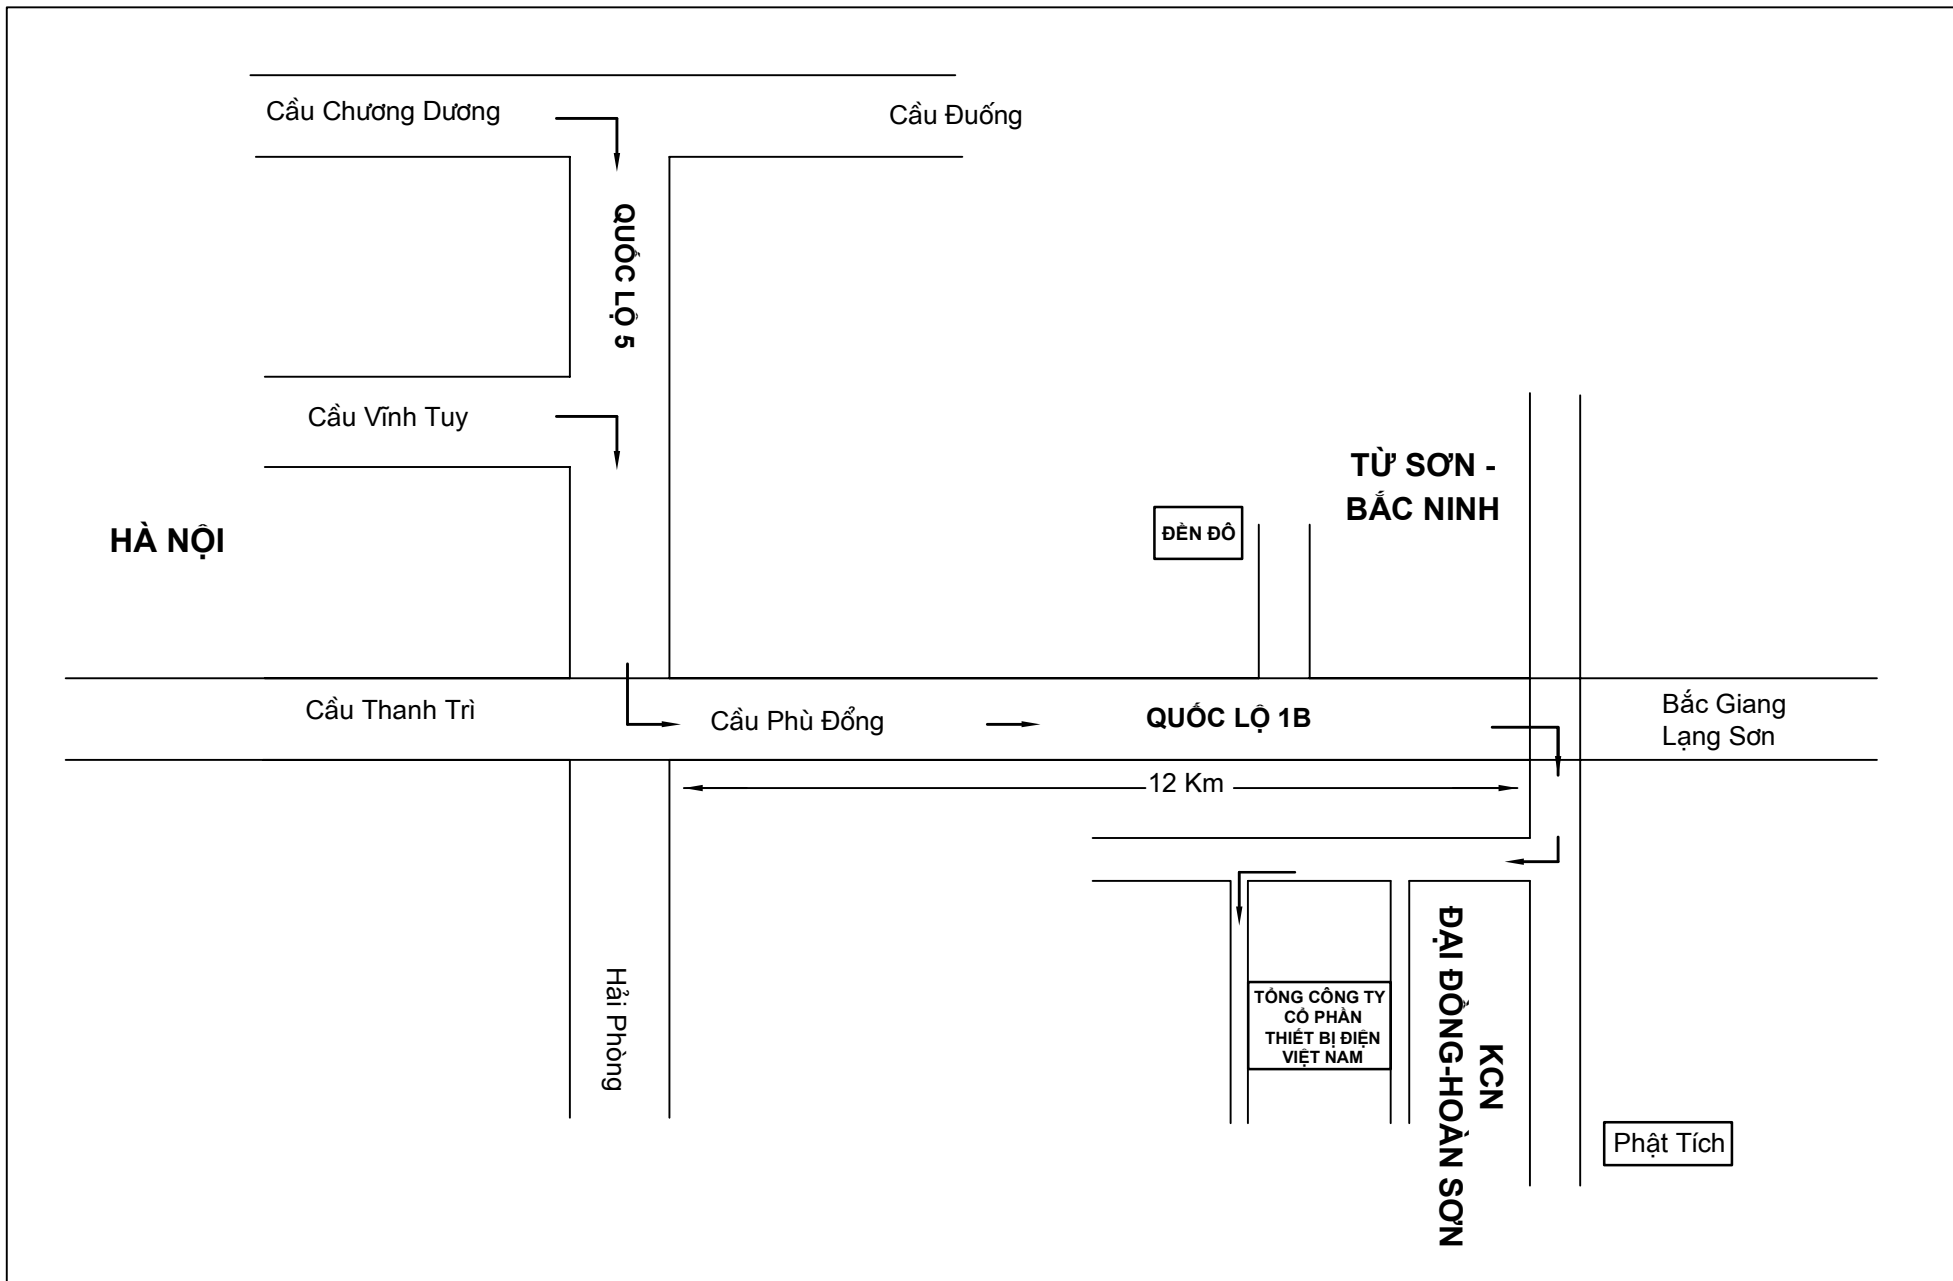 Cầu Chương Dương
Cầu Đuống
QUỐC LỘ 5
Cầu Vĩnh Tuy
TỪ SƠN -
BẮC NINH
HÀ NỘI
ĐỀN ĐÔ
Cầu Thanh Trì
Cầu Phù Đổng
QUỐC LỘ 1B
Bắc Giang
Lạng Sơn
12 Km
Hải Phòng
TỔNG CÔNG TY
CỔ PHẦN
THIẾT BỊ ĐIỆN
VIỆT NAM
KCN
ĐẠI ĐỒNG-HOÀN SƠN
Phật Tích